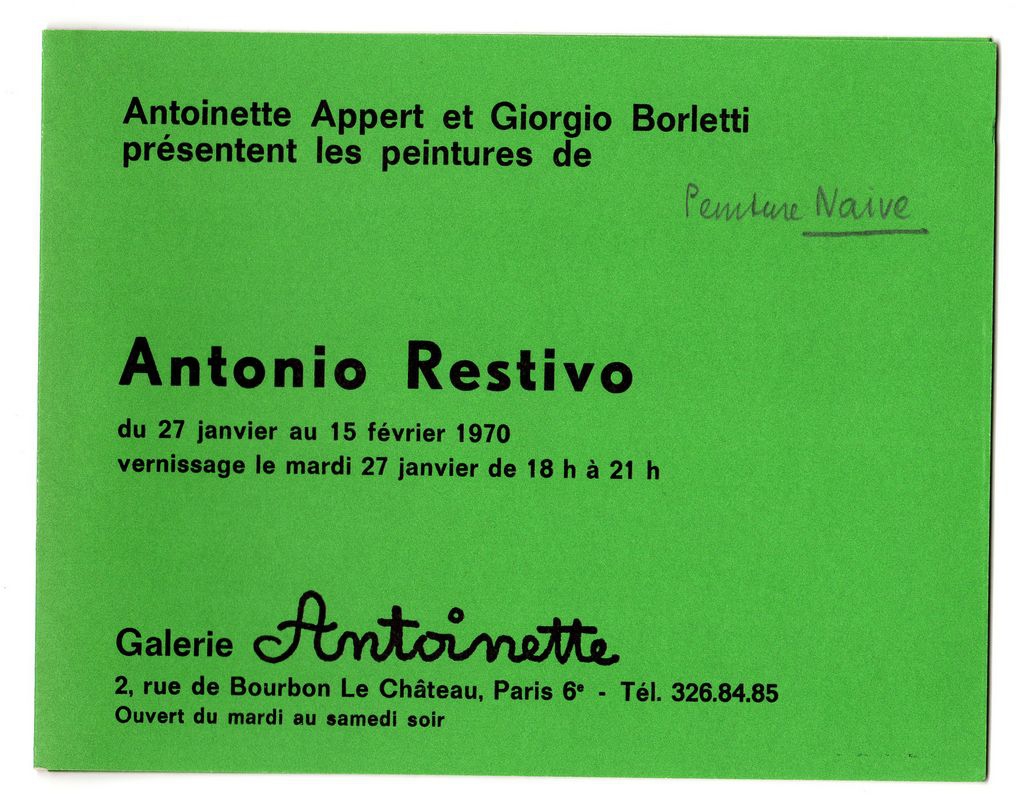 Antoinette Appert et Giorgio Borletti
présentent les peintures de
Peinture Naive
Antonio Restivo
du 27 janvier au 15 février 1970
vernissage le mardi 27 janvier de 18 h à 21 h
Galerie Antoinette
2, rue de Bourbon Le Château, Paris 6e - Tél. 326.84.85
Ouvert du mardi au samedi soir